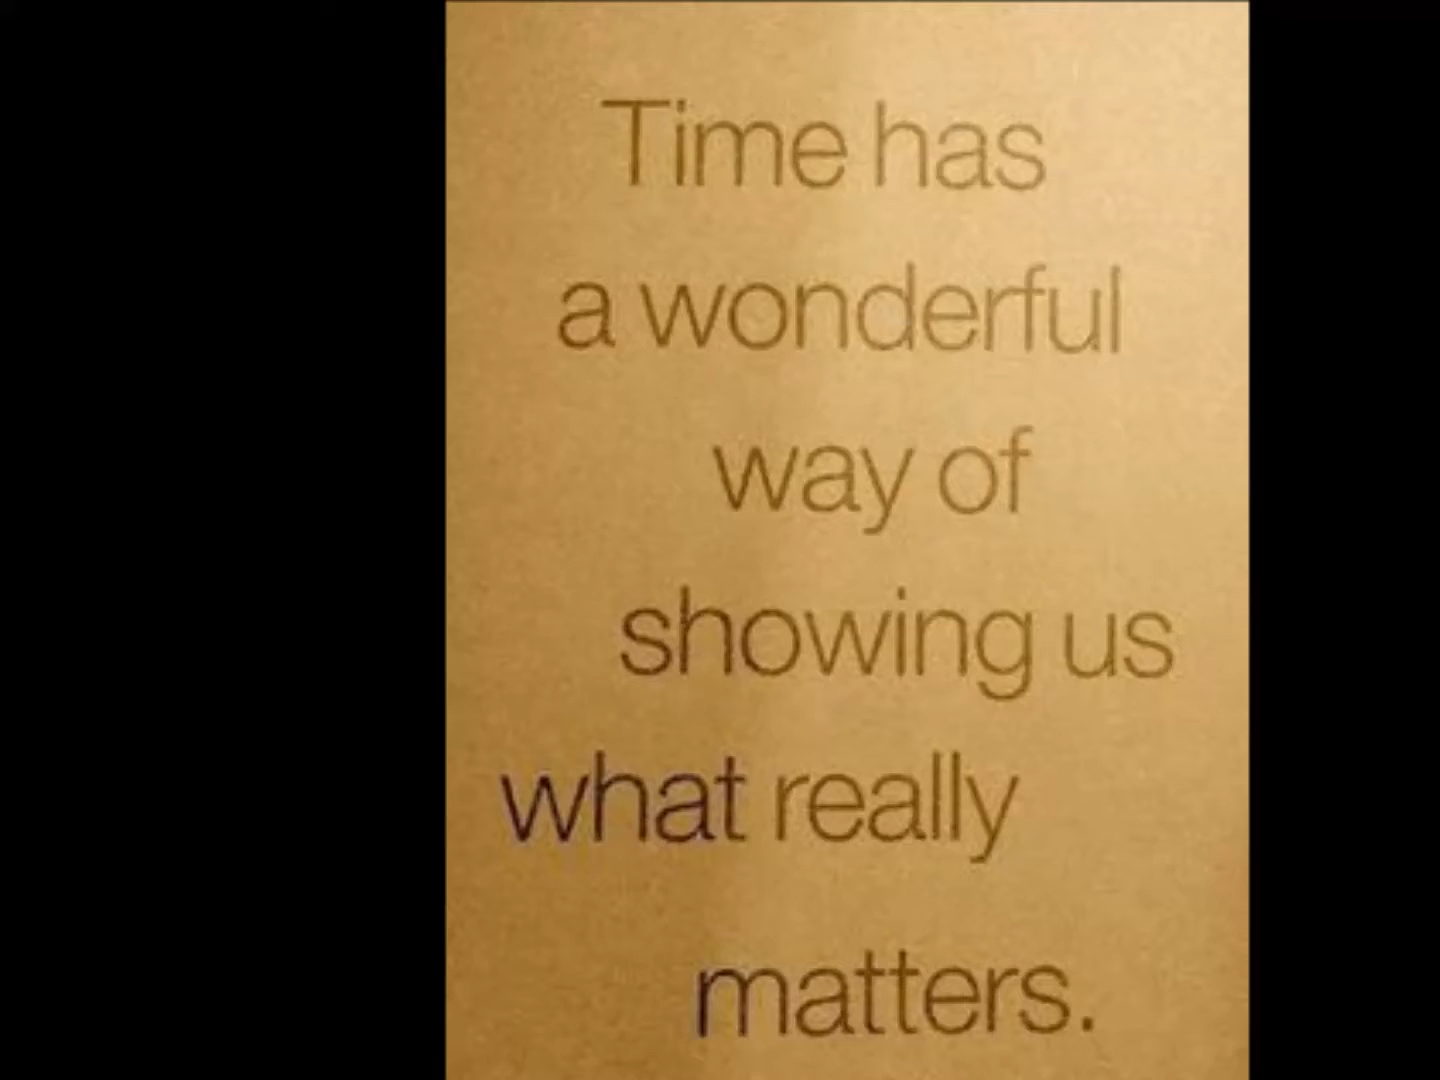 Time has
a wonderful
way of
showing us
what really
matters.